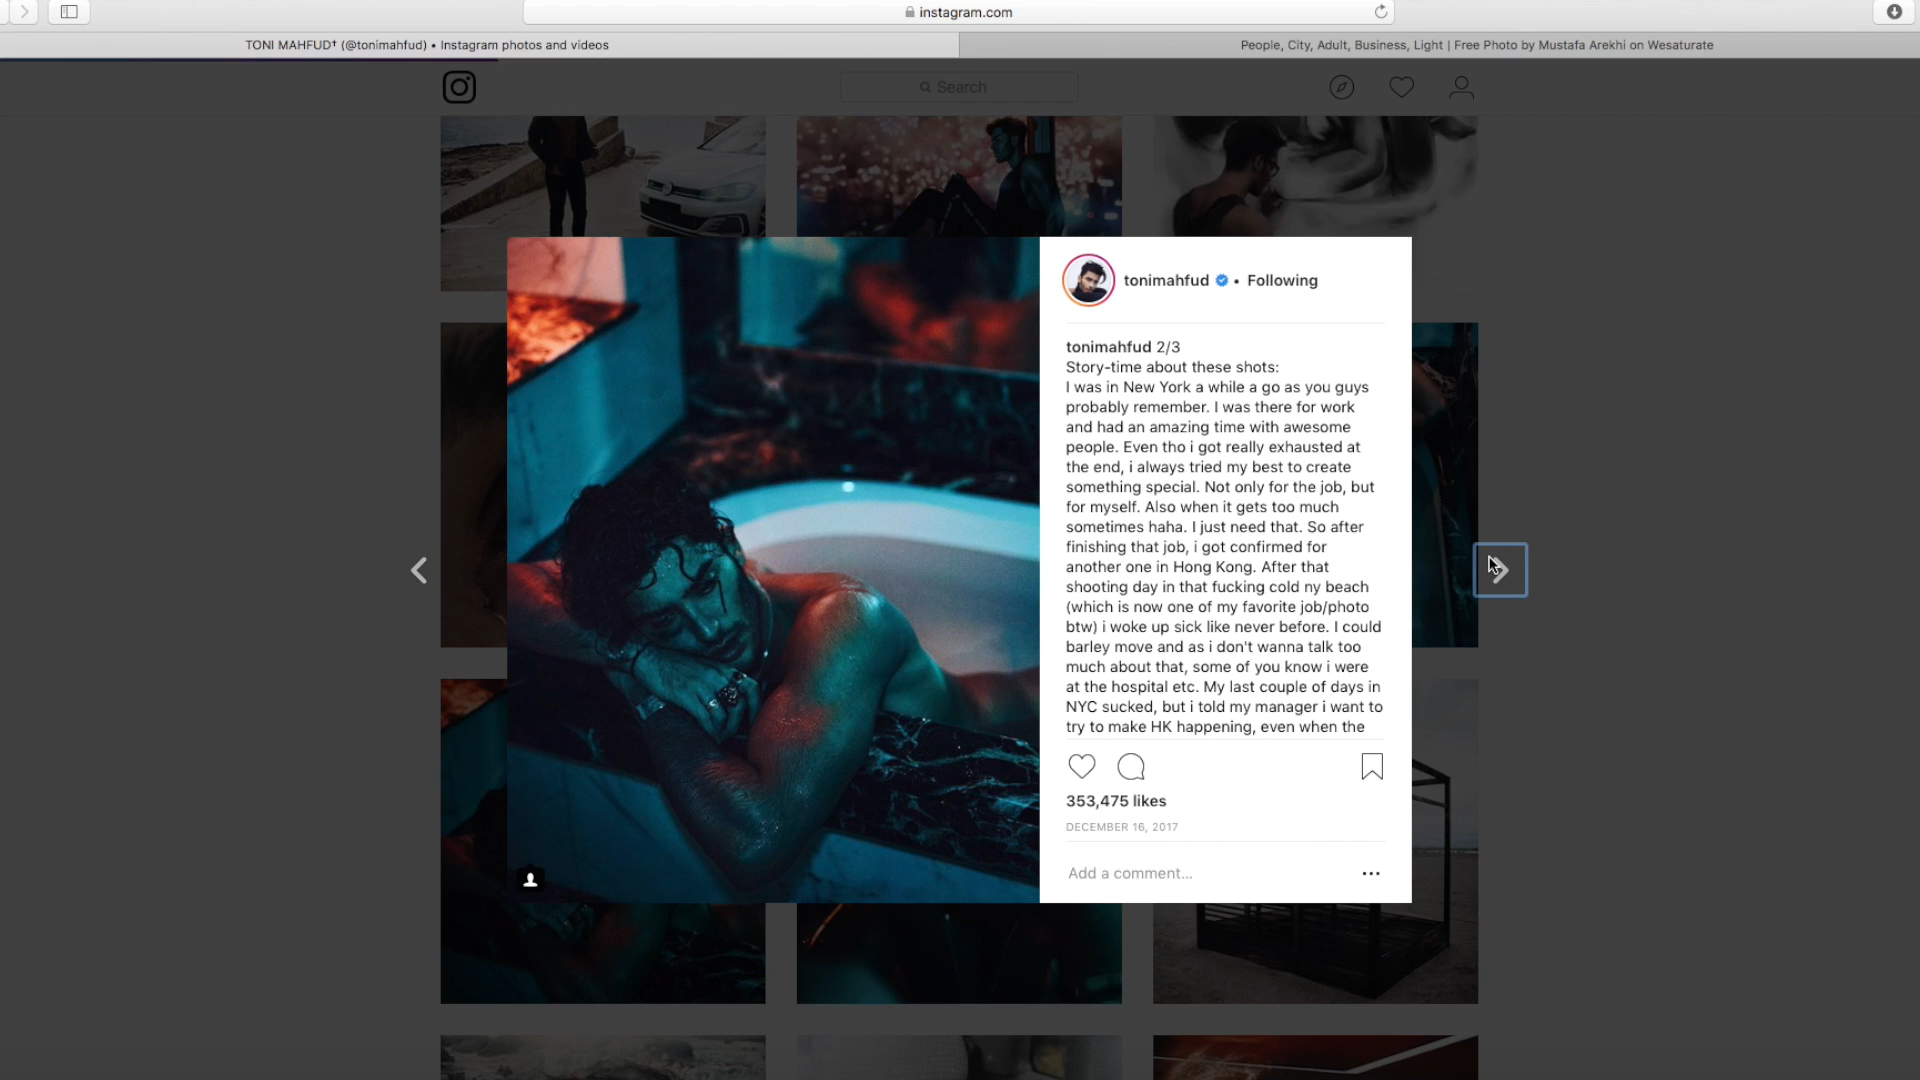 instagram.com
TONI MAHFUD† (@tonimahfud) • Instagram photos and videos
People, City, Adult, Business, Light | Free Photo by Mustafa Arekhi on Wesaturate
Search
tonimahfud • Following
tonimahfud 2/3
Story-time about these shots:
I was in New York a while a go as you guys
probably remember. I was there for work
and had an amazing time with awesome
people. Even tho i got really exhausted at
the end, i always tried my best to create
something special. Not only for the job, but
for myself. Also when it gets too much
sometimes haha. I just need that. So after
finishing that job, i got confirmed for
another one in Hong Kong. After that
shooting day in that fucking cold ny beach
(which is now one of my favorite job/photo
btw) i woke up sick like never before. I could
barley move and as i don't wanna talk too
much about that, some of you know i were
at the hospital etc. My last couple of days in
NYC sucked, but i told my manager i want to
try to make HK happening, even when the
353,475 likes
DECEMBER 16, 2017
Add a comment...